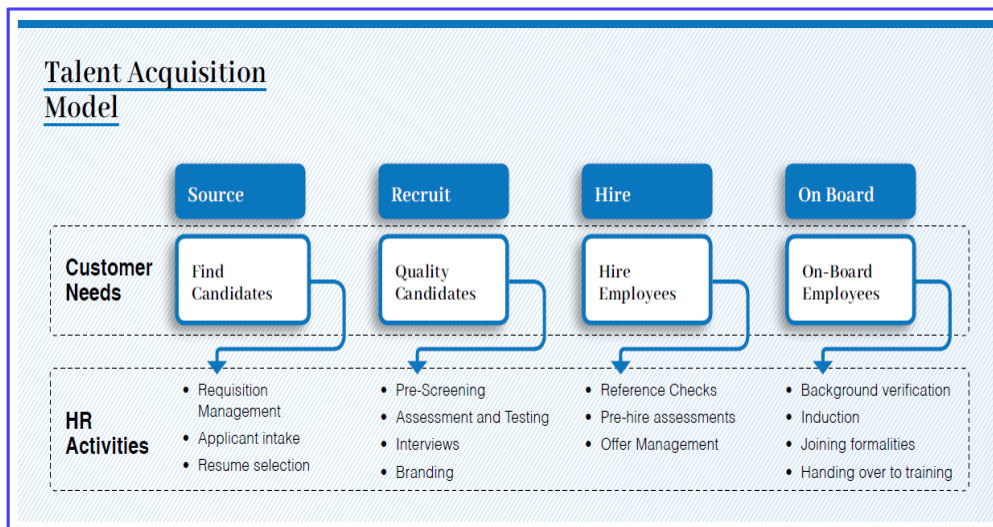 Talent Acquisition
Model
Source
Recruit
Hire
On Board
Customer
Needs
Find
Candidates
Quality
Candidates
Hire
Employees
On-Board
Employees
HR
Activities
• Requisition
Management
• Applicant intake
• Resume selection
• Pre-Screening
• Assessment and Testing
• Interviews
• Branding
• Reference Checks
• Pre-hire assessments
• Offer Management
• Background verification
• Induction
• Joining formalities
• Handing over to training